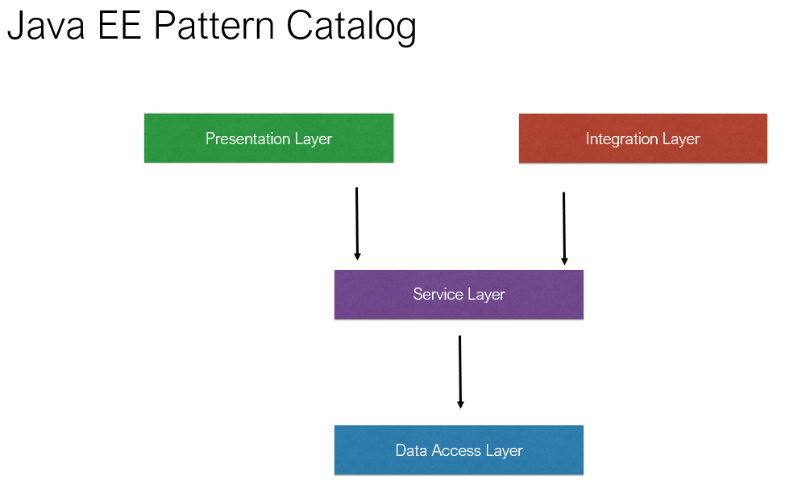 Java EE Pattern Catalog
Presentation Layer
Integration Layer
Service Layer
Data Access Layer